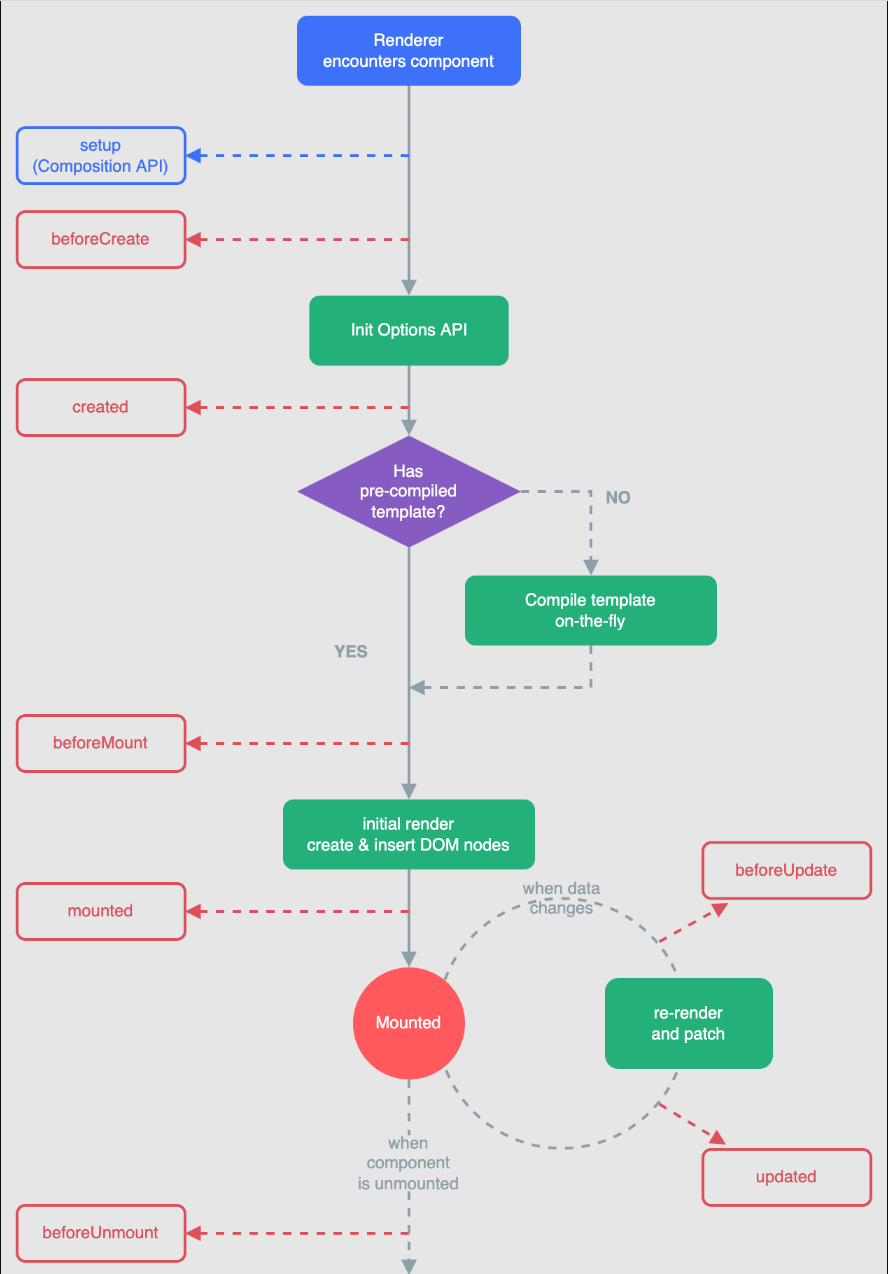 Renderer
encounters component
setup
(Composition API)
beforeCreate
Init Options API
created
Has
pre-compiled
template?
NO
Compile template
on-the-fly
YES
beforeMount
initial render
create & insert DOM nodes
beforeUpdate
when data
changes
mounted
re-render
and patch
Mounted
when
component
is unmounted
updated
beforeUnmount